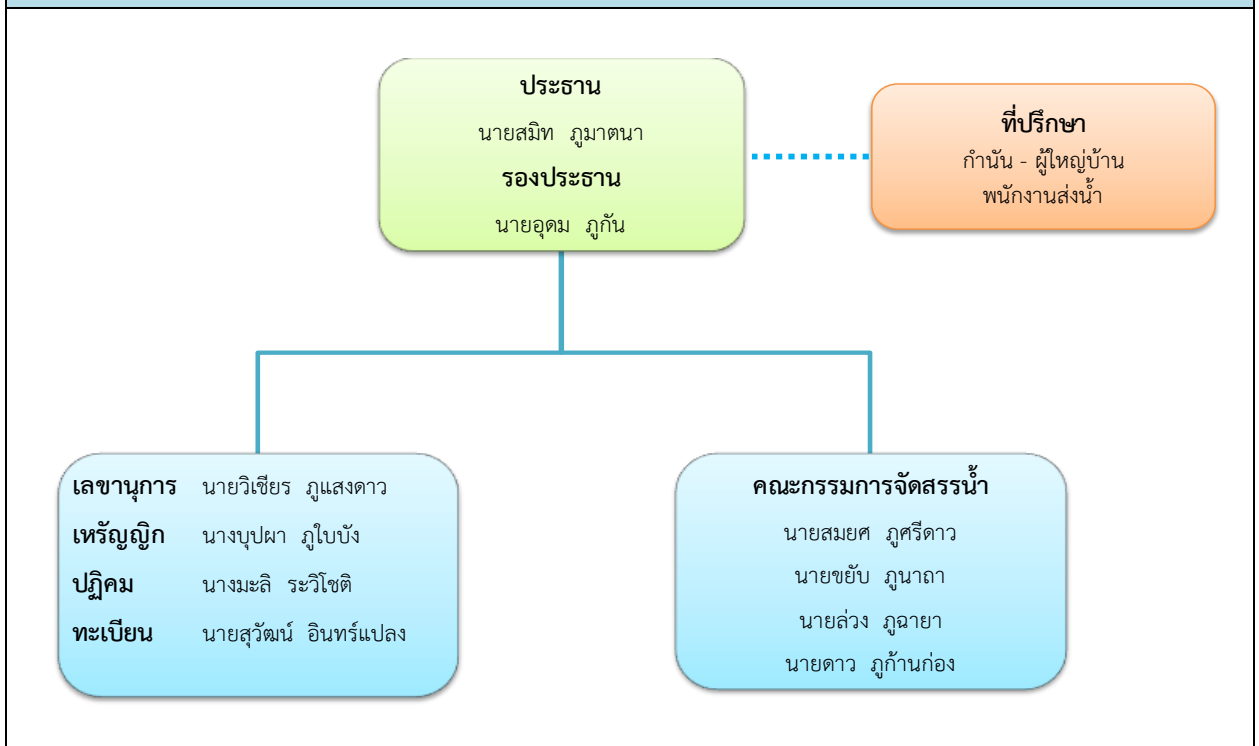 ประธาน
นายสมิท ภูมาตนา
รองประธาน
นายอุดม ภูกัน
ที่ปรึกษา
กำนัน - ผู้ใหญ่บ้าน
พนักงานส่งน้ำ
เลขานุการ นายวิเชียร ภูแสงดาว
เหรัญญิก นางบุปผา ภูใบบัง
ปฏิคม นางมะลิ ระวิโชติ
ทะเบียน นายสุวัฒน์ อินทร์แปลง
คณะกรรมการจัดสรรน้ำ
นายสมยศ ภูศรีดาว
นายขยับ ภูนาถา
นายล่วง ภูฉายา
นายดาว ภูก้านก่อง